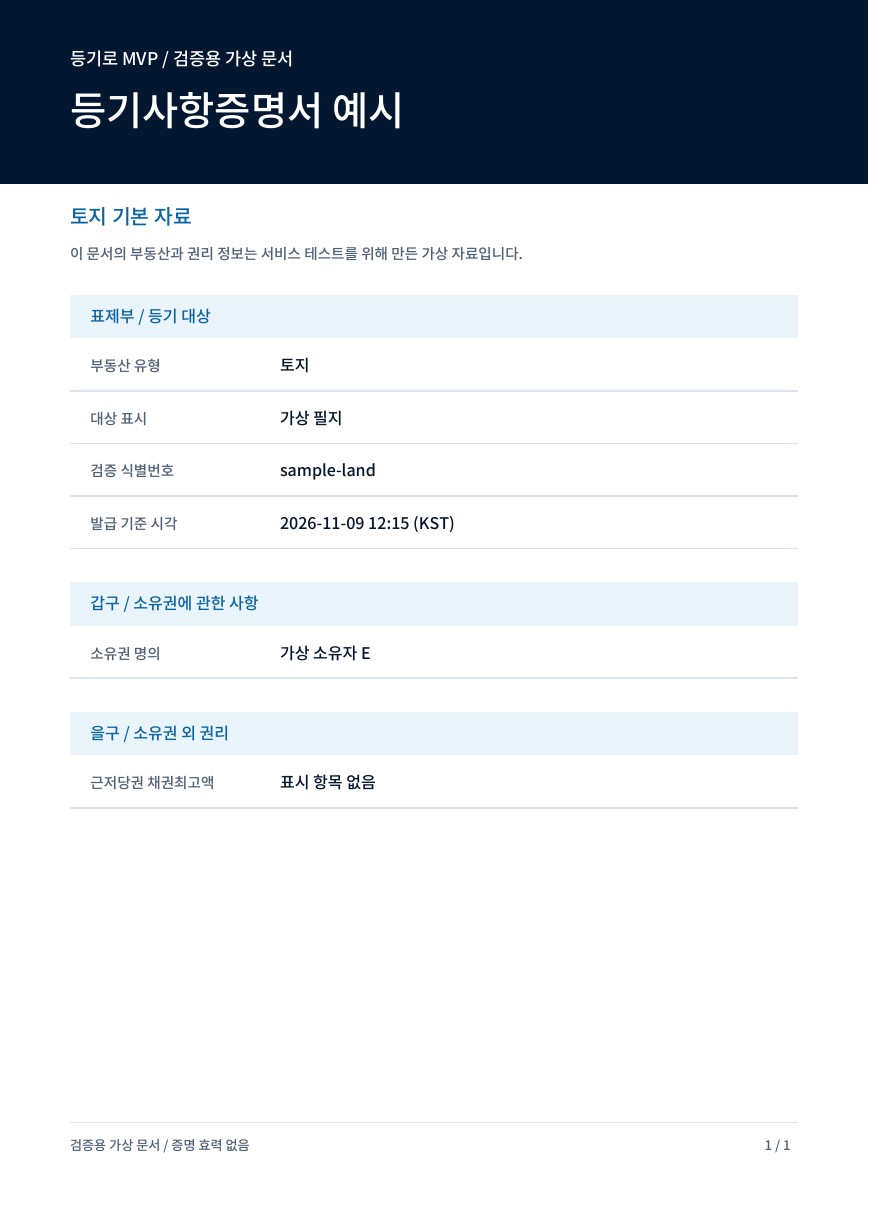 등기로 MVP / 검증용 가상 문서
등기사항증명서 예시
토지 기본 자료
이 문서의 부동산과 권리 정보는 서비스 테스트를 위해 만든 가상 자료입니다.
표제부 / 등기 대상
부동산 유형 토지
대상 표시 가상 필지
검증 식별번호 sample-land
발급 기준 시각 2026-11-09 12:15 (KST)
갑구 / 소유권에 관한 사항
소유권 명의 가상 소유자 E
을구 / 소유권 외 권리
근저당권 채권최고액 표시 항목 없음
검증용 가상 문서 / 증명 효력 없음 1 / 1